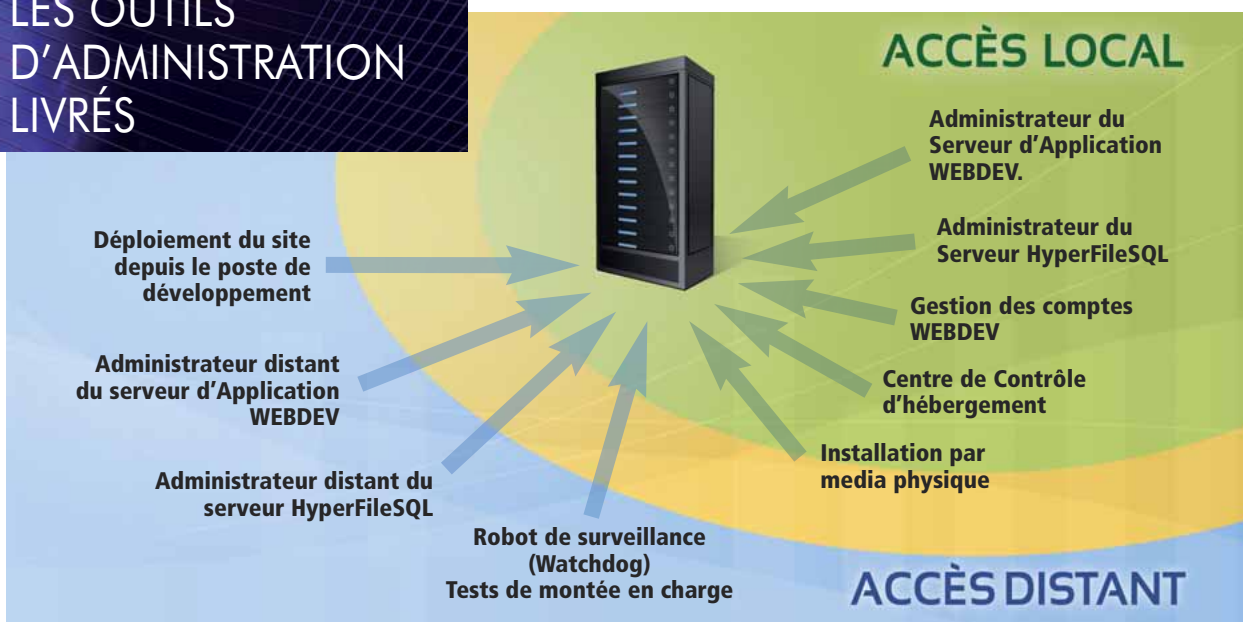 LES OUTILS
D'ADMINISTRATION
LIVRÉS
ACCÈS LOCAL
Administrateur du
Serveur d'Application
WEBDEV.
Administrateur du
Serveur HyperFileSQL
Gestion des comptes
WEBDEV
Centre de Contrôle
d'hébergement
Installation par
media physique
Déploiement du site
depuis le poste de
développement
Administrateur distant
du serveur d'Application
WEBDEV
Administrateur distant du
serveur HyperFileSQL
Robot de surveillance
(Watchdog)
Tests de montée en charge
ACCÈS DISTANT